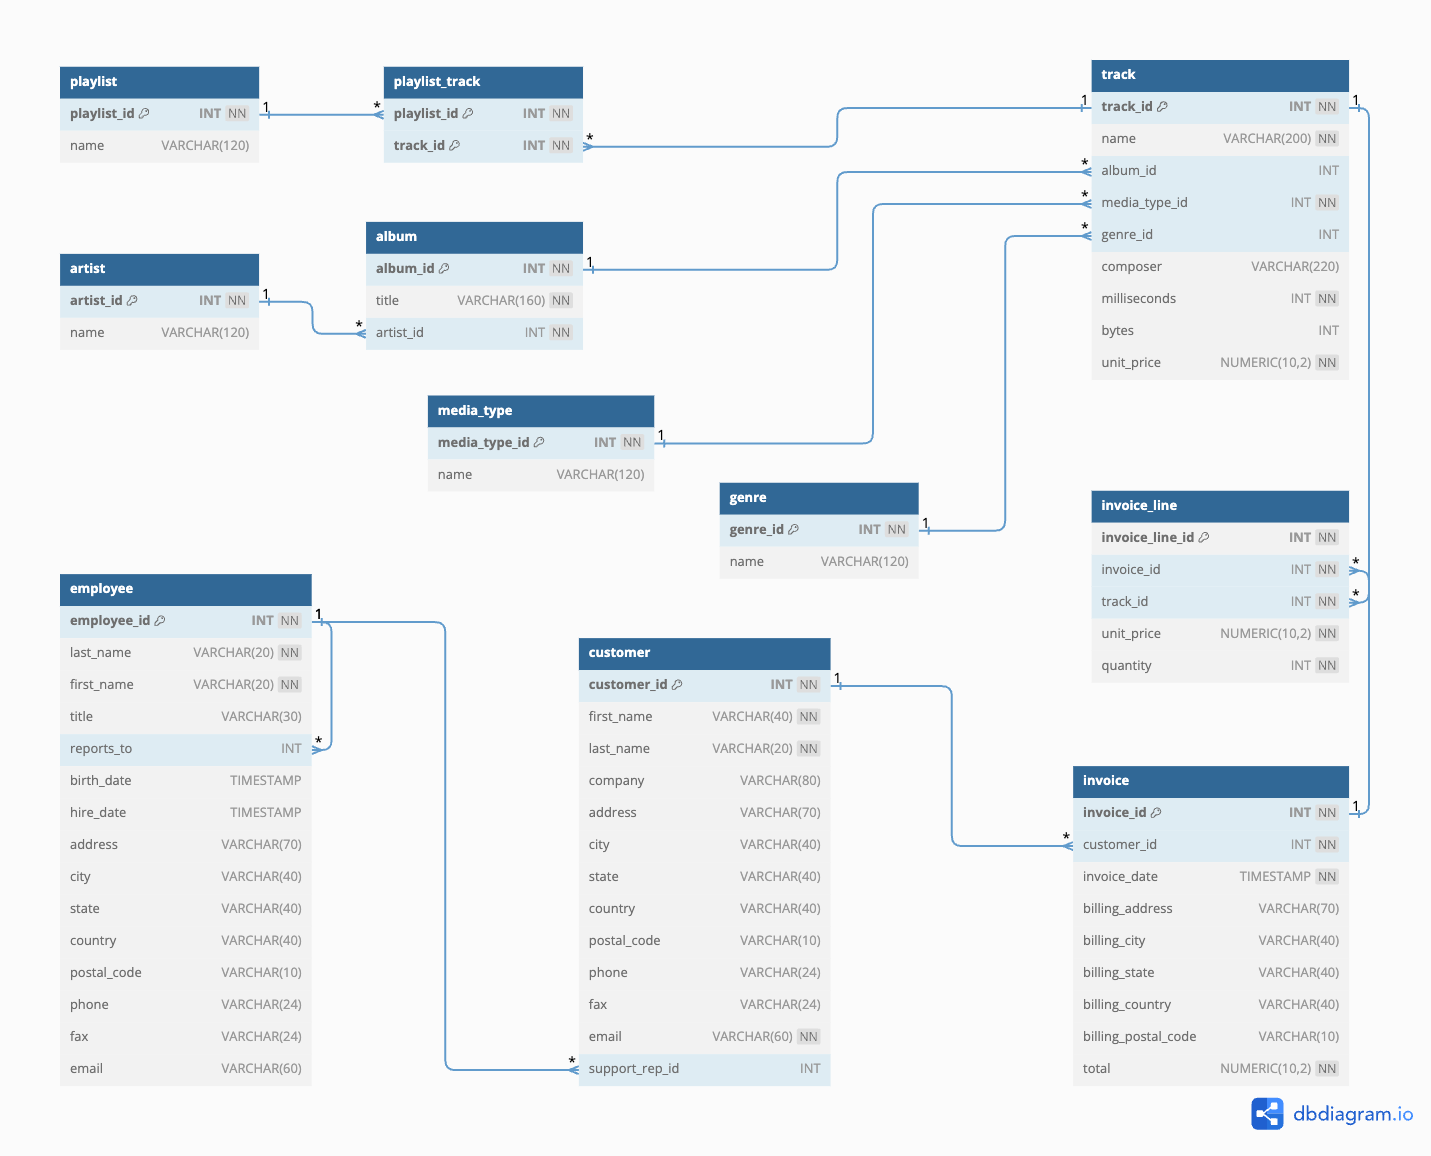 playlist
playlist_id INT NN
name VARCHAR(120)
1 *
playlist_track
playlist_id INT NN
track_id INT NN
*
1
track
track_id INT NN
name VARCHAR(200) NN
album_id INT
media_type_id INT NN
genre_id INT
composer VARCHAR(220)
milliseconds INT NN
bytes INT
unit_price NUMERIC(10,2) NN
1
*
*
*
artist
artist_id INT NN
name VARCHAR(120)
1
*
album
album_id INT NN
title VARCHAR(160) NN
artist_id INT NN
1
media_type
media_type_id INT NN
name VARCHAR(120)
1
genre
genre_id INT NN
name VARCHAR(120)
1
invoice_line
invoice_line_id INT NN
invoice_id INT NN
track_id INT NN
unit_price NUMERIC(10,2) NN
quantity INT NN
*
*
employee
employee_id INT NN
last_name VARCHAR(20) NN
first_name VARCHAR(20) NN
title VARCHAR(30)
reports_to INT
birth_date TIMESTAMP
hire_date TIMESTAMP
address VARCHAR(70)
city VARCHAR(40)
state VARCHAR(40)
country VARCHAR(40)
postal_code VARCHAR(10)
phone VARCHAR(24)
fax VARCHAR(24)
email VARCHAR(60)
1
*
*
customer
customer_id INT NN
first_name VARCHAR(40) NN
last_name VARCHAR(20) NN
company VARCHAR(80)
address VARCHAR(70)
city VARCHAR(40)
state VARCHAR(40)
country VARCHAR(40)
postal_code VARCHAR(10)
phone VARCHAR(24)
fax VARCHAR(24)
email VARCHAR(60) NN
support_rep_id INT
1
*
invoice
invoice_id INT NN
customer_id INT NN
invoice_date TIMESTAMP NN
billing_address VARCHAR(70)
billing_city VARCHAR(40)
billing_state VARCHAR(40)
billing_country VARCHAR(40)
billing_postal_code VARCHAR(10)
total NUMERIC(10,2) NN
1
dbdiagram.io